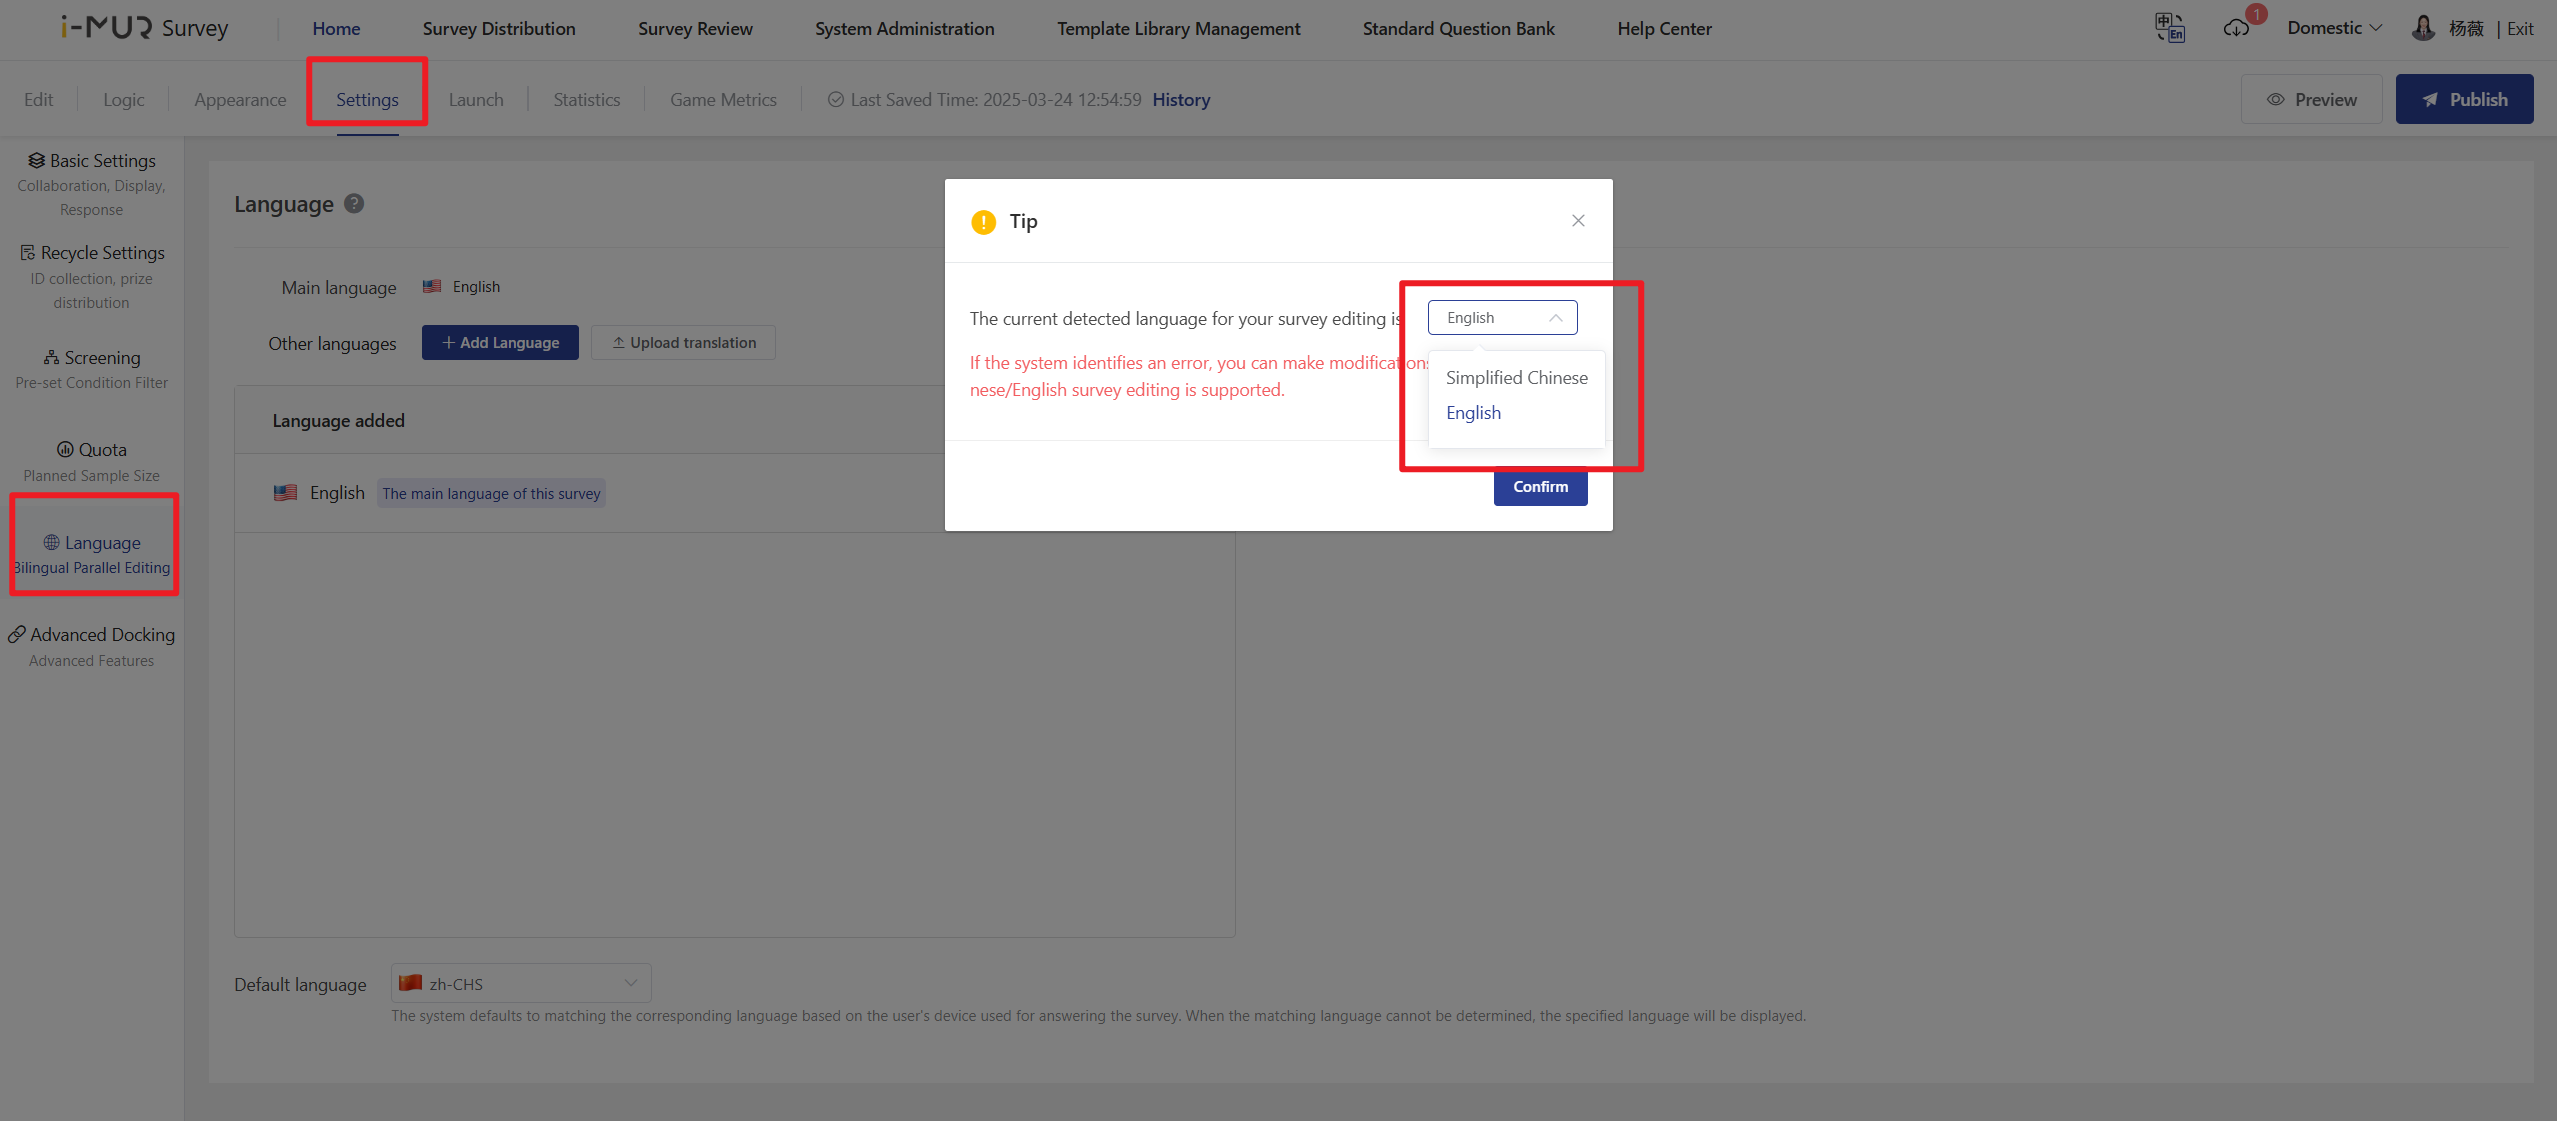 i-MUR Survey
Home
Survey Distribution
Survey Review
System Administration
Template Library Management
Standard Question Bank
Help Center
中 En
1
Domestic
杨薇 | Exit
Edit
Logic
Appearance
Settings
Launch
Statistics
Game Metrics
Last Saved Time: 2025-03-24 12:54:59 History
Preview
Publish
Basic Settings
Collaboration, Display,
Response
Recycle Settings
ID collection, prize
distribution
Screening
Pre-set Condition Filter
Quota
Planned Sample Size
Language
Bilingual Parallel Editing
Advanced Docking
Advanced Features
Language ?
Main language
English
Other languages
+ Add Language
Upload translation
Language added
English
The main language of this survey
Default language
zh-CHS
The system defaults to matching the corresponding language based on the user's device used for answering the survey. When the matching language cannot be determined, the specified language will be displayed.
! Tip
The current detected language for your survey editing is
English
If the system identifies an error, you can make modifications
nese/English survey editing is supported.
Simplified Chinese
English
Confirm